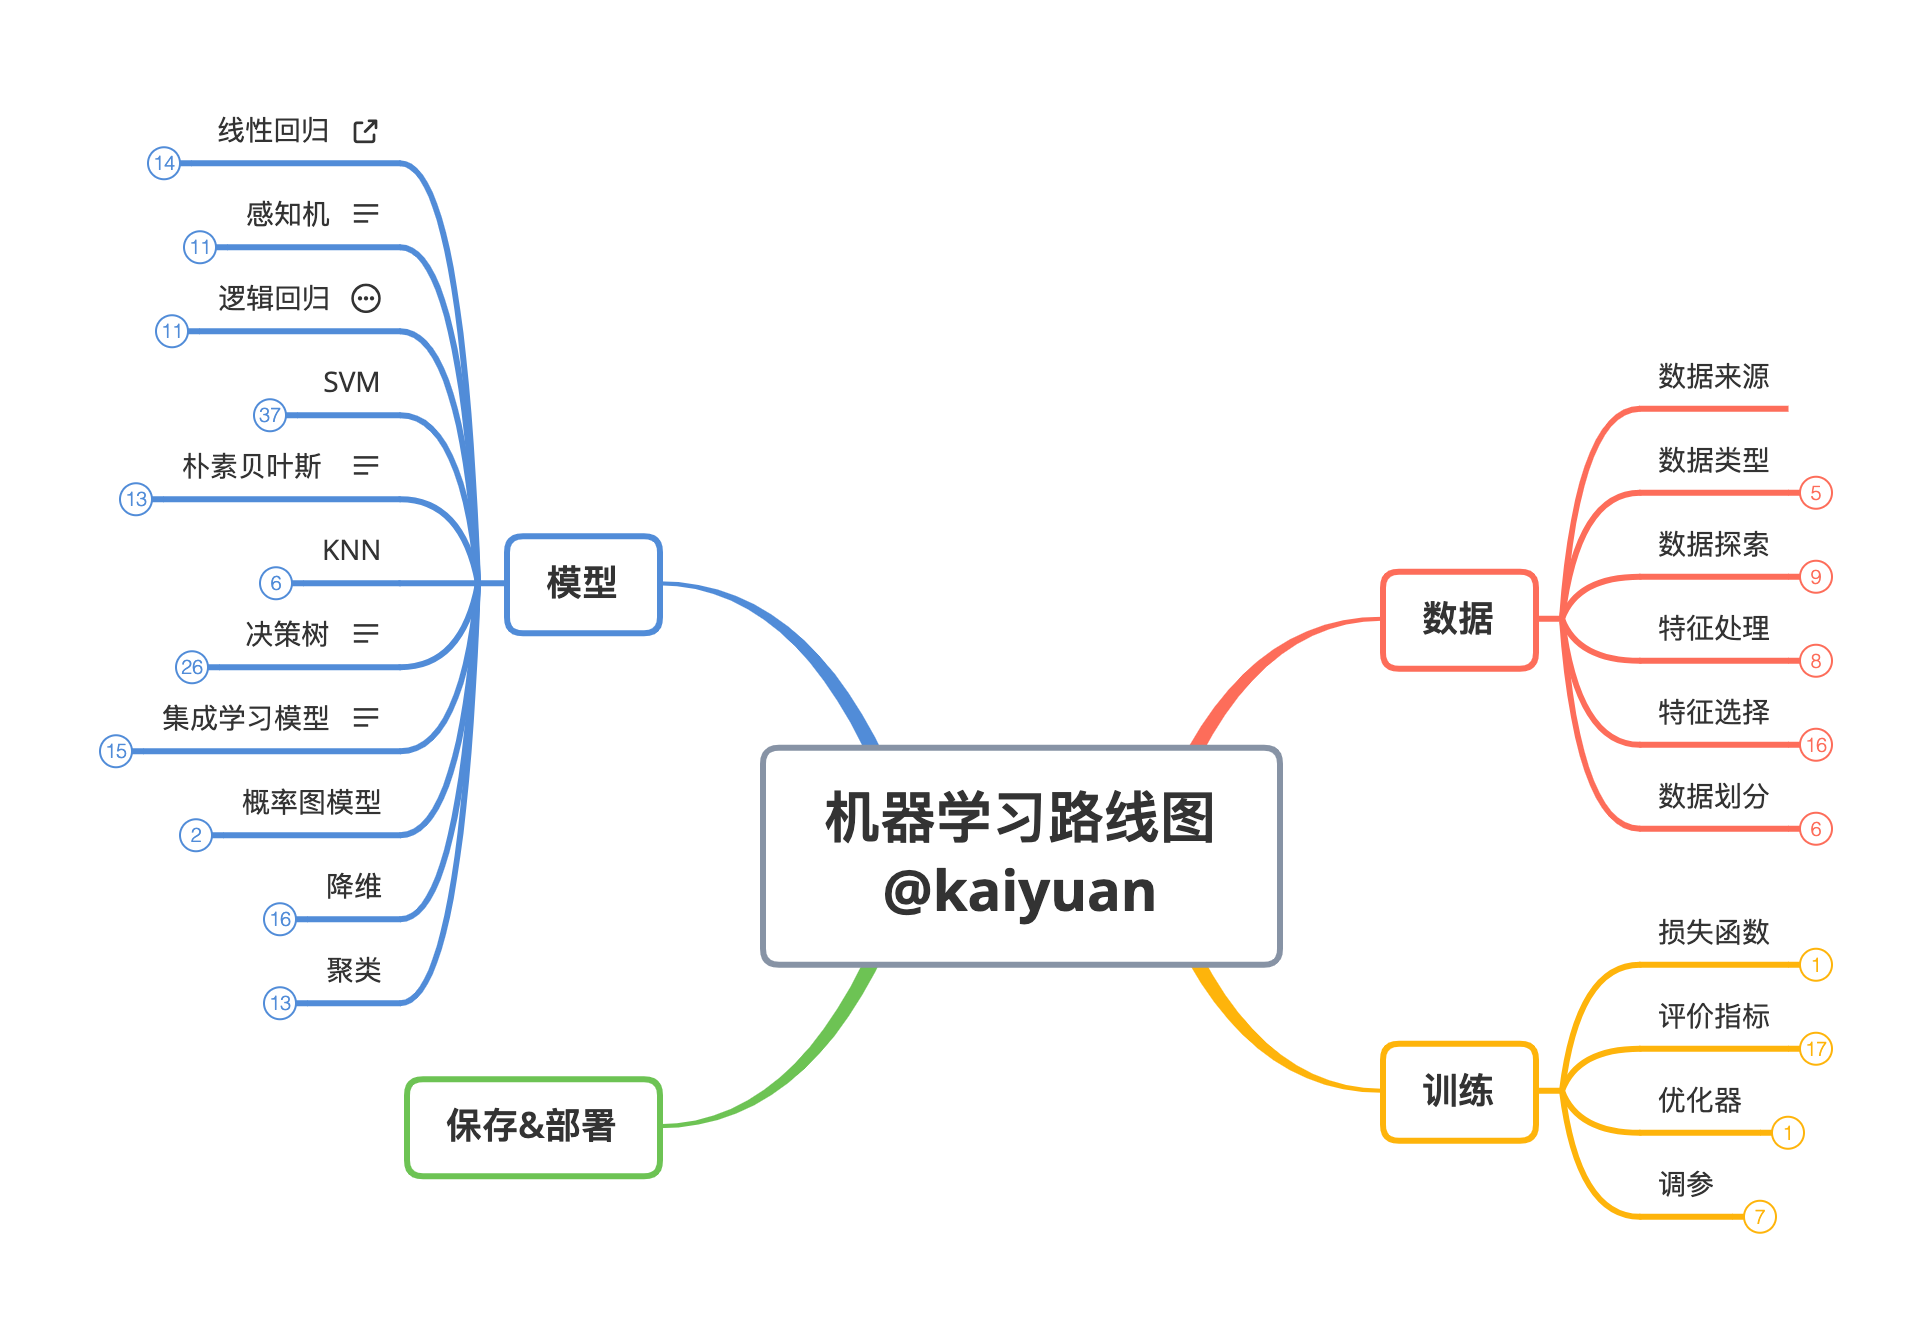 机器学习路线图
@kaiyuan
数据
数据来源
数据类型
5
数据探索
9
特征处理
8
特征选择
16
数据划分
6
训练
损失函数
1
评价指标
17
优化器
1
调参
7
模型
线性回归
14
感知机
11
逻辑回归
11
SVM
37
朴素贝叶斯
13
KNN
6
决策树
26
集成学习模型
15
概率图模型
2
降维
16
聚类
13
保存&部署